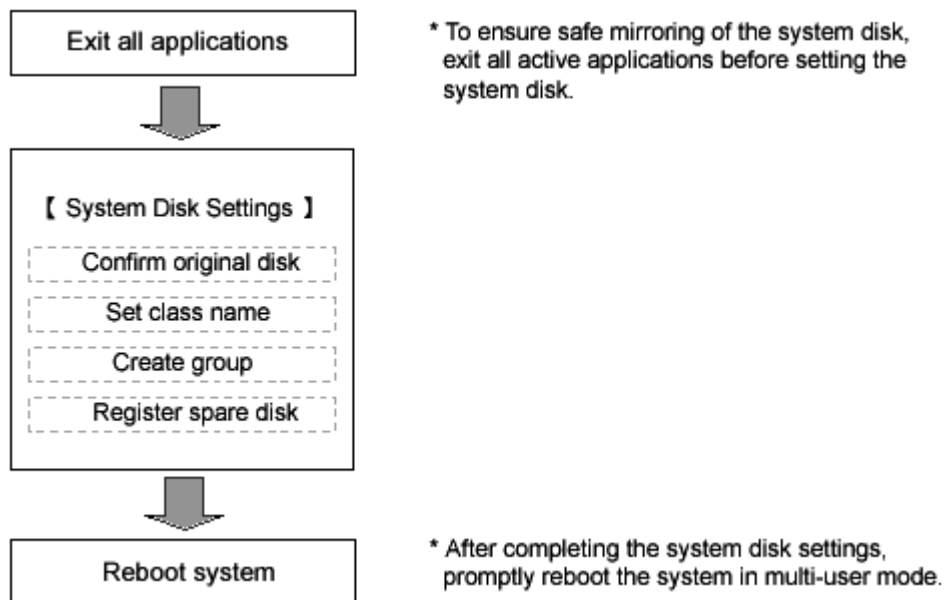 Exit all applications
* To ensure safe mirroring of the system disk,
exit all active applications before setting the
system disk.
【 System Disk Settings 】
Confirm original disk
Set class name
Create group
Register spare disk
Reboot system
* After completing the system disk settings,
promptly reboot the system in multi-user mode.